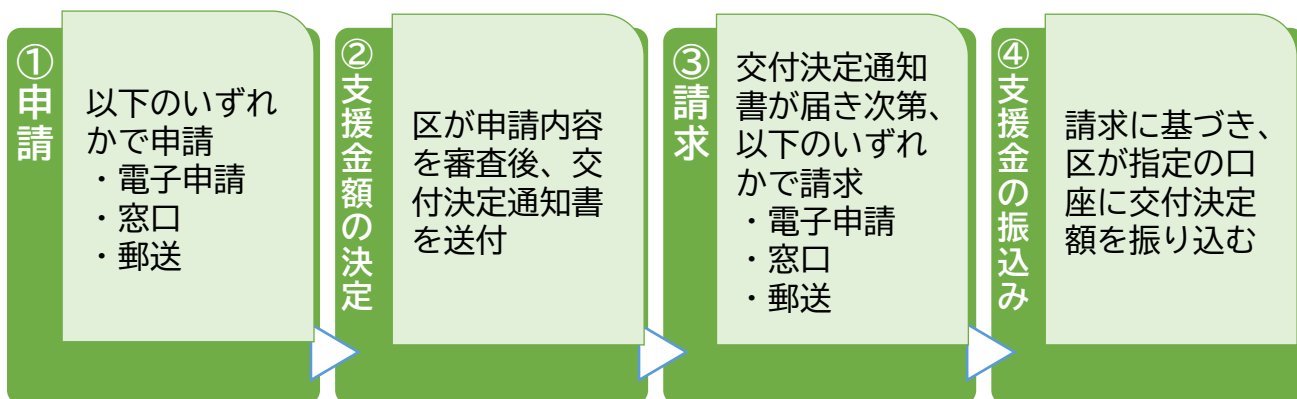 ①申請
以下のいずれ
かで申請
・電子申請
・窓口
・郵送
②支援金額の決定
区が申請内容
を審査後、交
付決定通知書
を送付
③請求
交付決定通知
書が届き次第、
以下のいずれ
かで請求
・電子申請
・窓口
・郵送
④支援金の振込み
請求に基づき、
区が指定の口
座に交付決定
額を振り込む